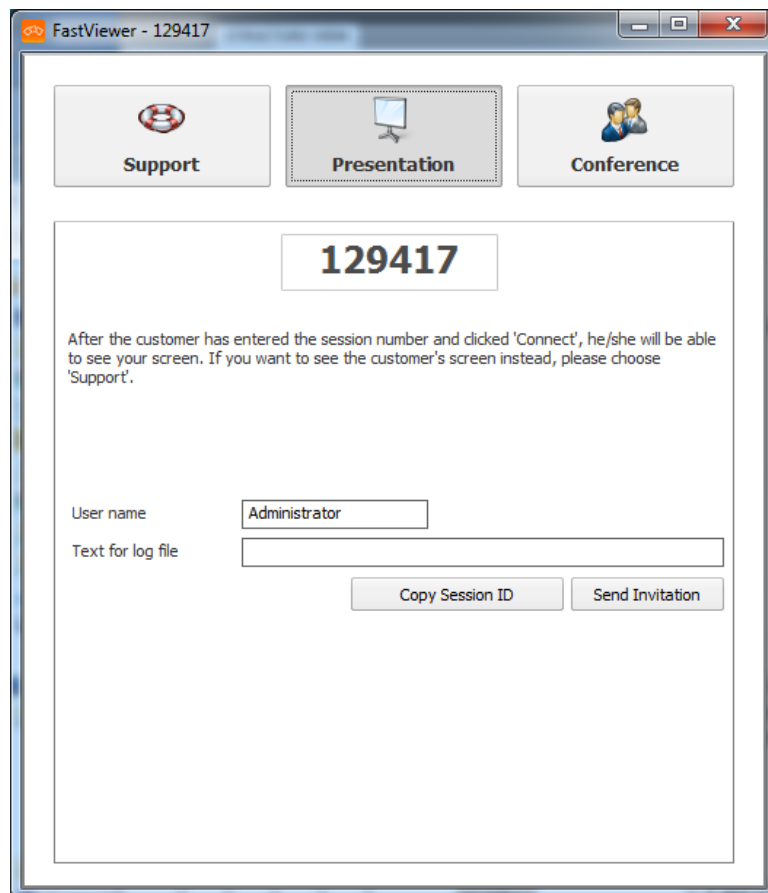 FastViewer - 129417
Support
Presentation
Conference
129417
After the customer has entered the session number and clicked 'Connect', he/she will be able
to see your screen. If you want to see the customer's screen instead, please choose
'Support'.
User name
Administrator
Text for log file
Copy Session ID
Send Invitation